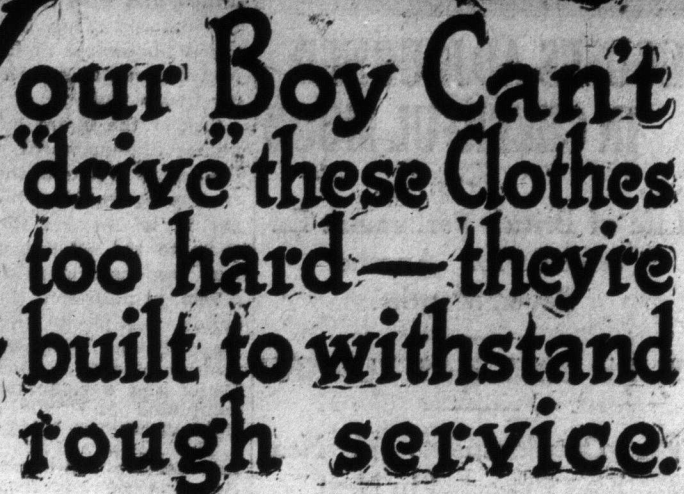 our Boy Can't
"drive" these Clothes
too hard—they're
built to withstand
rough service.